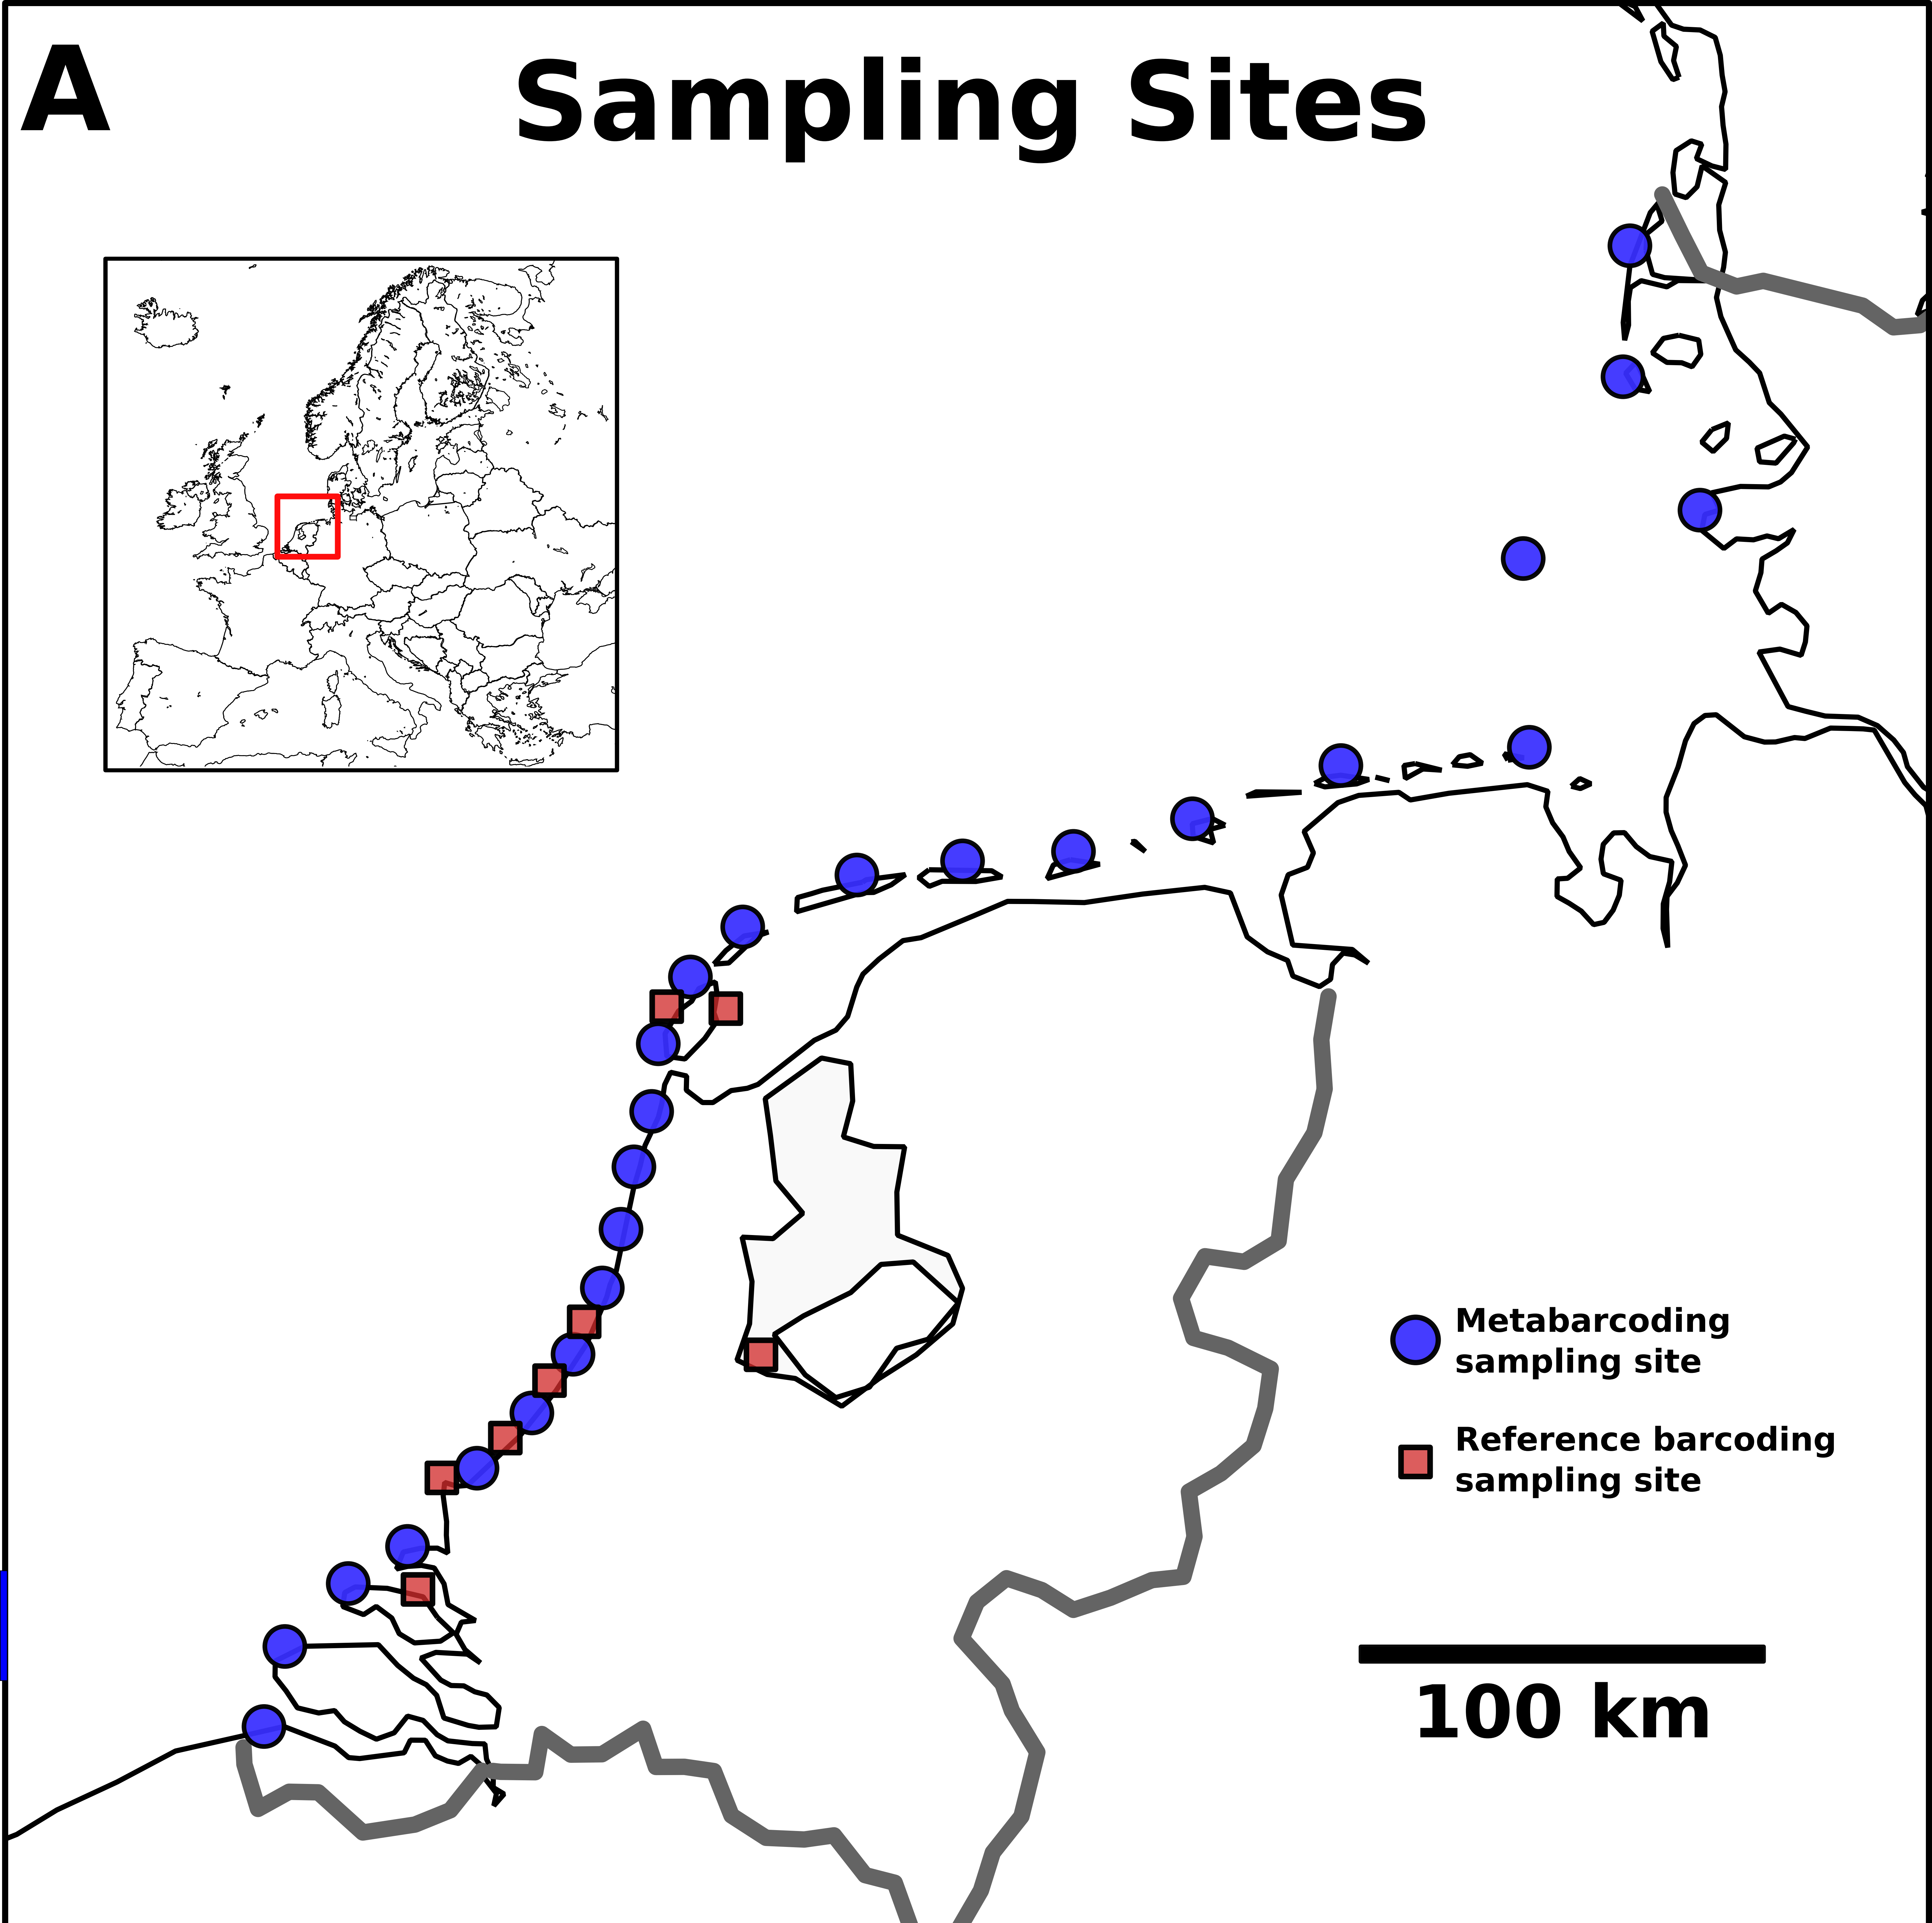 A
Sampling Sites
Metabarcoding
sampling site
Reference barcoding
sampling site
100 km